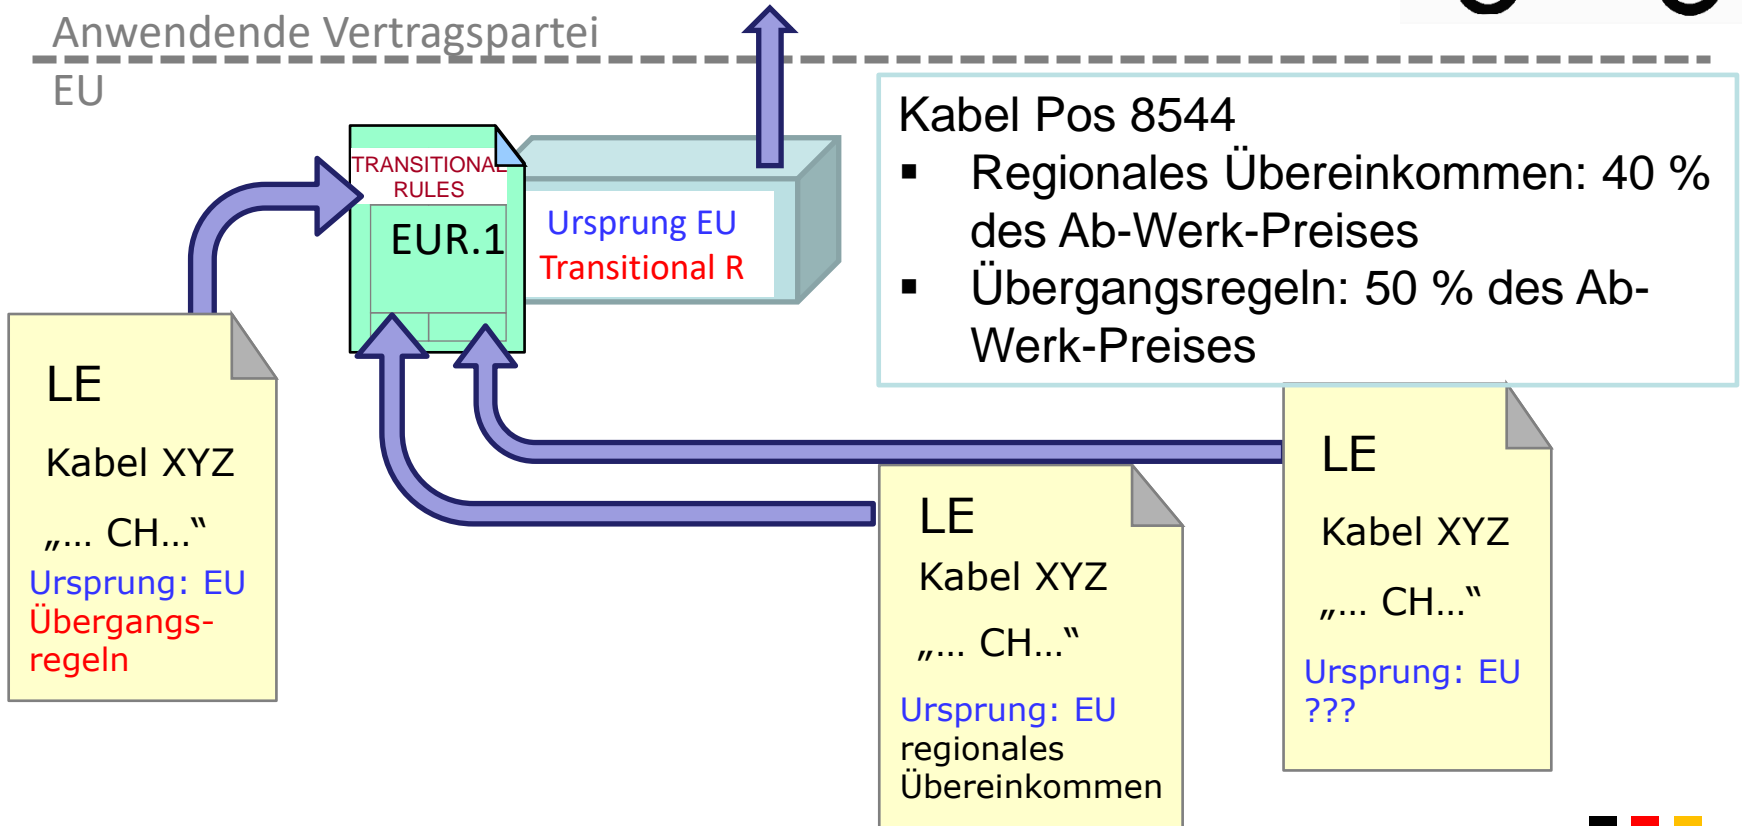 Anwendende Vertragspartei
EU
TRANSITIONAL
RULES
EUR.1
Ursprung EU
Transitional R
Kabel Pos 8544
▪ Regionales Übereinkommen: 40 %
des Ab-Werk-Preises
▪ Übergangsregeln: 50 % des Ab-
Werk-Preises
LE
Kabel XYZ
„… CH…“
Ursprung: EU
Übergangs-
regeln
LE
Kabel XYZ
„… CH…“
Ursprung: EU
regionales
Übereinkommen
LE
Kabel XYZ
„… CH…“
Ursprung: EU
???